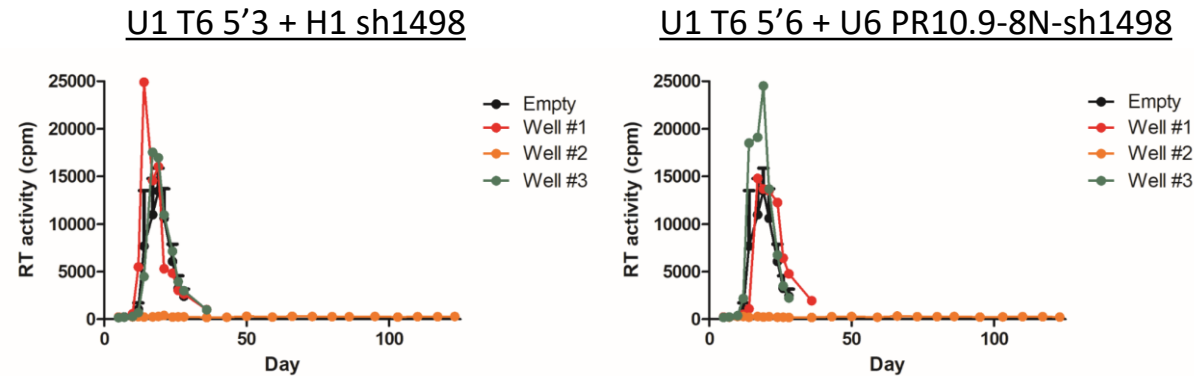 U1 T6 5’3 + H1 sh1498
U1 T6 5’6 + U6 PR10.9-8N-sh1498
RT activity (cpm)
25000
20000
15000
10000
5000
0
0
50
100
Day
Empty
Well #1
Well #2
Well #3
RT activity (cpm)
25000
20000
15000
10000
5000
0
0
50
100
Day
Empty
Well #1
Well #2
Well #3